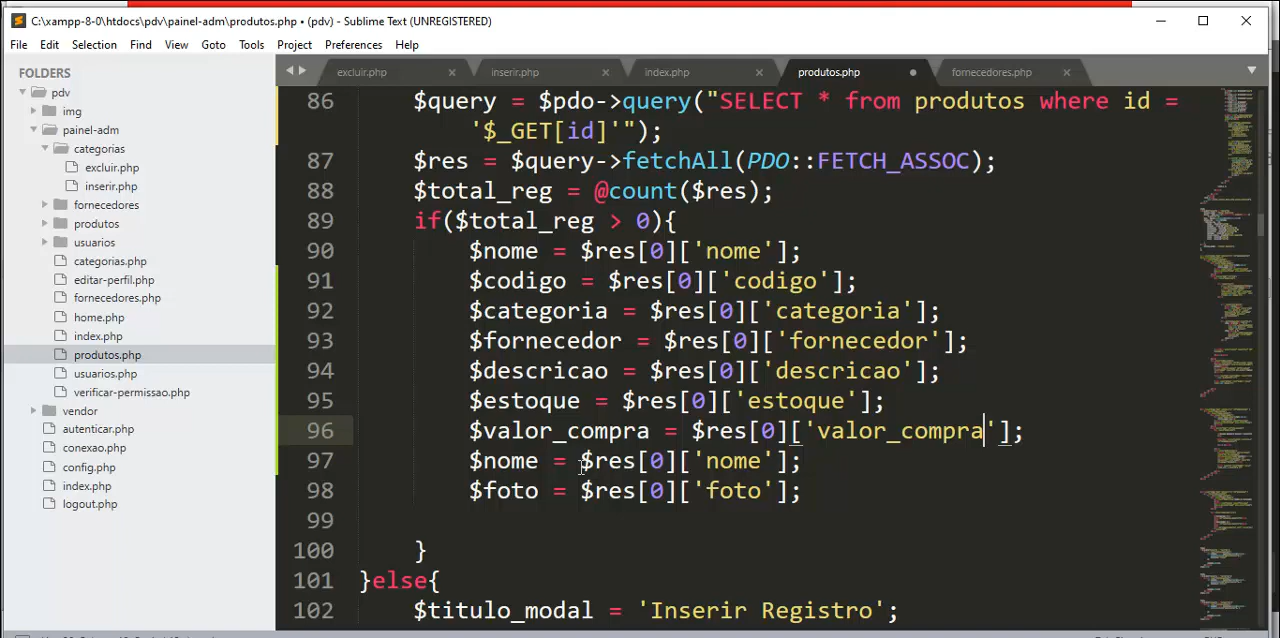 C:\xampp-8-0\htdocs\pdv\painel-adm\produtos.php • (pdv) - Sublime Text (UNREGISTERED)
File Edit Selection Find View Goto Tools Project Preferences Help
FOLDERS
pdv
img
painel-adm
categorias
excluir.php
inserir.php
fornecedores
produtos
usuarios
categorias.php
editar-perfil.php
fornecedores.php
home.php
index.php
produtos.php
usuarios.php
verificar-permissao.php
vendor
autenticar.php
conexao.php
config.php
index.php
logout.php
excluir.php inserir.php index.php produtos.php fornecedores.php
86 $query = $pdo->query("SELECT * from produtos where id =
'$_GET[id]'");
87 $res = $query->fetchAll(PDO::FETCH_ASSOC);
88 $total_reg = @count($res);
89 if($total_reg > 0){
90 $nome = $res[0]['nome'];
91 $codigo = $res[0]['codigo'];
92 $categoria = $res[0]['categoria'];
93 $fornecedor = $res[0]['fornecedor'];
94 $descricao = $res[0]['descricao'];
95 $estoque = $res[0]['estoque'];
96 $valor_compra = $res[0]['valor_compra'];
97 $nome = $res[0]['nome'];
98 $foto = $res[0]['foto'];
99
100 }
101 }else{
102 $titulo_modal = 'Inserir Registro';